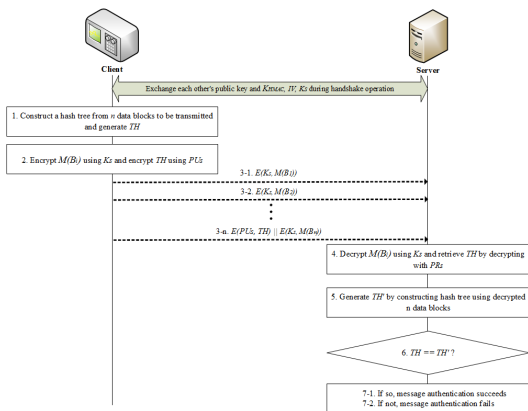 Client
Server
Exchange each other's public key and K_HMAC, IV, Ks during handshake operation
1. Construct a hash tree from n data blocks to be transmitted
and generate TH
2. Encrypt M(Bi) using Ks and encrypt TH using PUs
3-1. E(Ks, M(B1))
3-2. E(Ks, M(B2))
3-n. E(PUs, TH) || E(Ks, M(Bn))
4. Decrypt M(Bi) using Ks and retrieve TH by decrypting
with PRs
5. Generate TH' by constructing hash tree using decrypted
n data blocks
6. TH == TH' ?
7-1. If so, message authentication succeeds
7-2. If not, message authentication fails